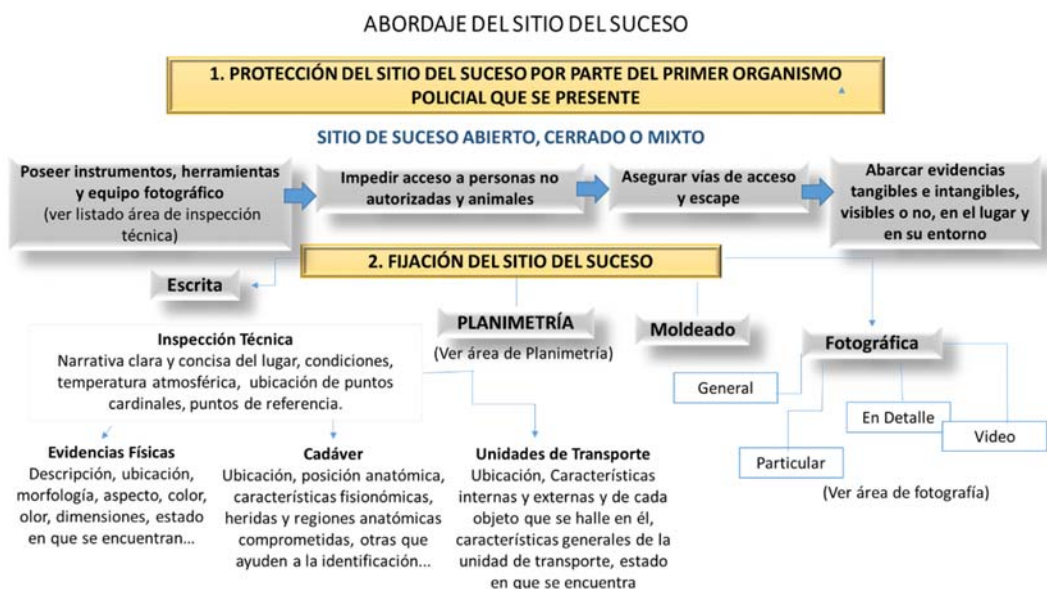 ABORDAJE DEL SITIO DEL SUCESO
1. PROTECCIÓN DEL SITIO DEL SUCESO POR PARTE DEL PRIMER ORGANISMO
POLICIAL QUE SE PRESENTE
SITIO DE SUCESO ABIERTO, CERRADO O MIXTO
Poseer instrumentos, herramientas
y equipo fotográfico
(ver listado área de inspección
técnica)
Impedir acceso a personas no
autorizadas y animales
Asegurar vías de acceso
y escape
Abarcar evidencias
tangibles e intangibles,
visibles o no, en el lugar y
en su entorno
2. FIJACIÓN DEL SITIO DEL SUCESO
Escrita
Inspección Técnica
Narrativa clara y concisa del lugar, condiciones,
temperatura atmosférica, ubicación de puntos
cardinales, puntos de referencia.
PLANIMETRÍA
(Ver área de Planimetría)
Moldeado
Fotográfica
General
Particular
En Detalle
Video
(Ver área de fotografía)
Evidencias Físicas
Descripción, ubicación,
morfología, aspecto, color,
olor, dimensiones, estado
en que se encuentran...
Cadáver
Ubicación, posición anatómica,
características fisionómicas,
heridas y regiones anatómicas
comprometidas, otras que
ayuden a la identificación...
Unidades de Transporte
Ubicación, Características
internas y externas y de cada
objeto que se halle en él,
características generales de la
unidad de transporte, estado
en que se encuentra